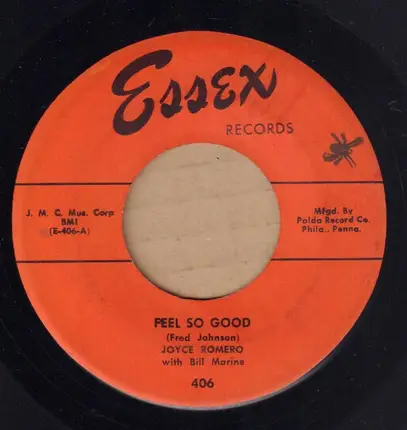 Essex
RECORDS
J. M. C. Mus. Corp
BMI
(E-406-A)
Mfgd. By
Palda Record Co.
Phila., Penna.
FEEL SO GOOD
(Fred Johnson)
JOYCE ROMERO
with Bill Marine
406